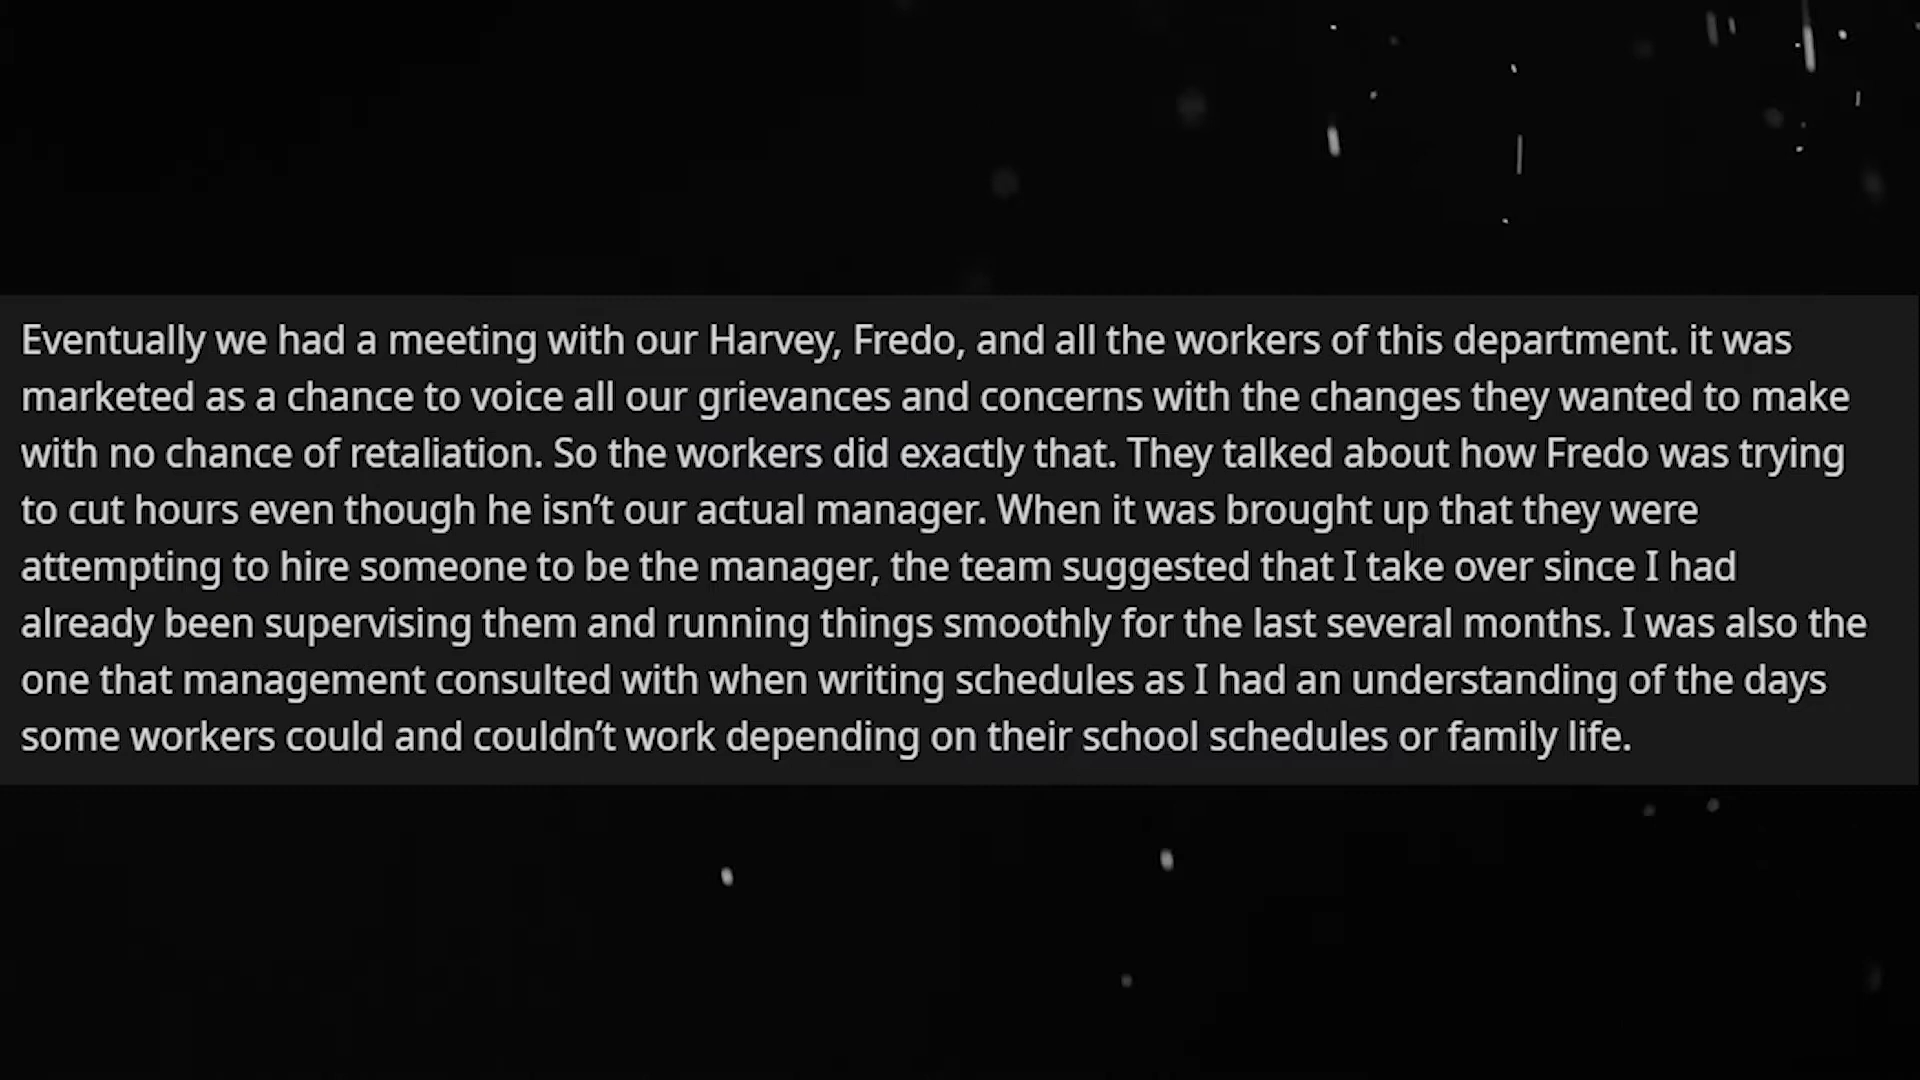 Eventually we had a meeting with our Harvey, Fredo, and all the workers of this department. it was
marketed as a chance to voice all our grievances and concerns with the changes they wanted to make
with no chance of retaliation. So the workers did exactly that. They talked about how Fredo was trying
to cut hours even though he isn’t our actual manager. When it was brought up that they were
attempting to hire someone to be the manager, the team suggested that I take over since I had
already been supervising them and running things smoothly for the last several months. I was also the
one that management consulted with when writing schedules as I had an understanding of the days
some workers could and couldn’t work depending on their school schedules or family life.